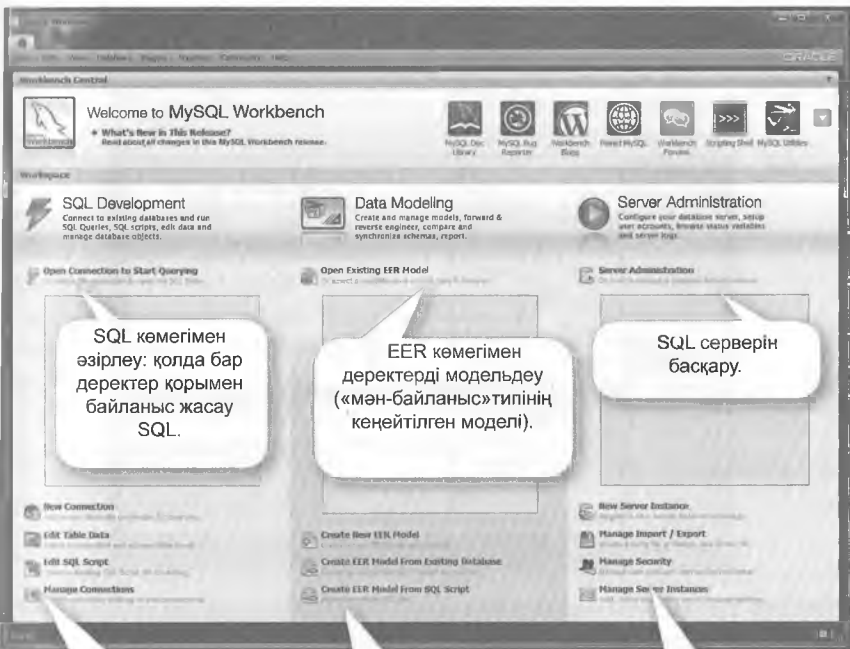 ORACLE
Workbench Central
Welcome to MySQL Workbench
What's New in This Release?
Read about all changes in this MySQL Workbench release.
Workbench
MySQL Doc Library
MySQL Bug Reporter
Workbench Blogs
Planet MySQL
Workbench Forums
Scripting Shell
MySQL Utilities
Workspace
SQL Development
Connect to existing databases and run
SQL Queries, SQL scripts, edit data and
manage database objects.
Open Connection to Start Querying
SQL көмегімен
әзірлеу: қолда бар
деректер қорымен
байланыс жасау
SQL.
New Connection
Edit Table Data
Edit SQL Script
Manage Connections
Data Modeling
Create and manage models, forward &
reverse engineer, compare and
synchronize schemas, report.
Open Existing EER Model
EER көмегімен
деректерді модельдеу
(«мән-байланыс»типінің
кеңейтілген моделі).
Create New EER Model
Create EER Model From Existing Database
Create EER Model From SQL Script
Server Administration
Configure your database server, setup
user accounts, browse status variables
and server logs.
Server Administration
SQL серверін
басқару.
New Server Instance
Manage Import / Export
Manage Security
Manage Server Instances